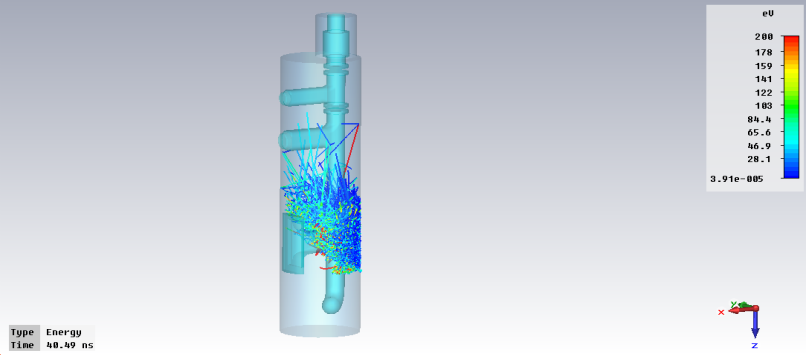 eV
200
178
159
141
122
103
84.4
65.6
46.9
28.1
3.91e-005
x
y
z
Type Energy
Time 40.49 ns